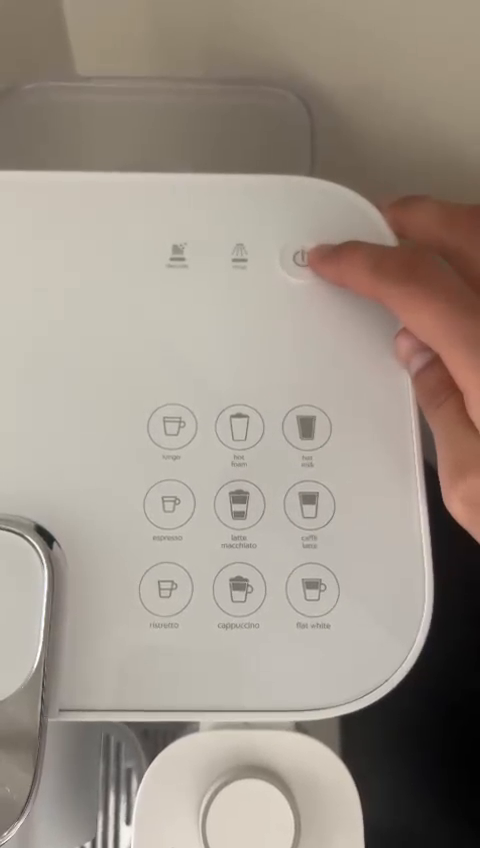 descale
rinse
lungo
hot
foam
hot
milk
espresso
latte
macchiato
caffè
latte
ristretto
cappuccino
flat white